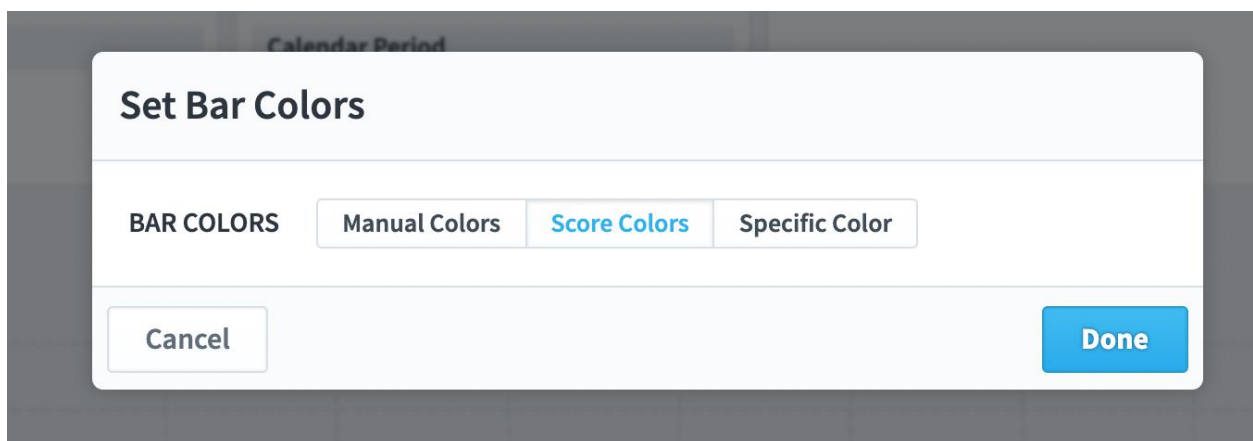 Calendar Period
Set Bar Colors
BAR COLORS Manual Colors Score Colors Specific Color
Cancel Done